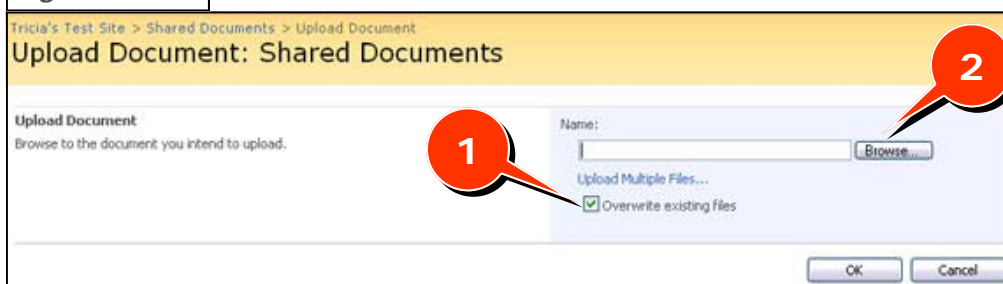 Tricia's Test Site > Shared Documents > Upload Document
Upload Document: Shared Documents
2
Upload Document
Browse to the document you intend to upload.
1
Name:
Browse...
Upload Multiple Files...
Overwrite existing files
OK
Cancel